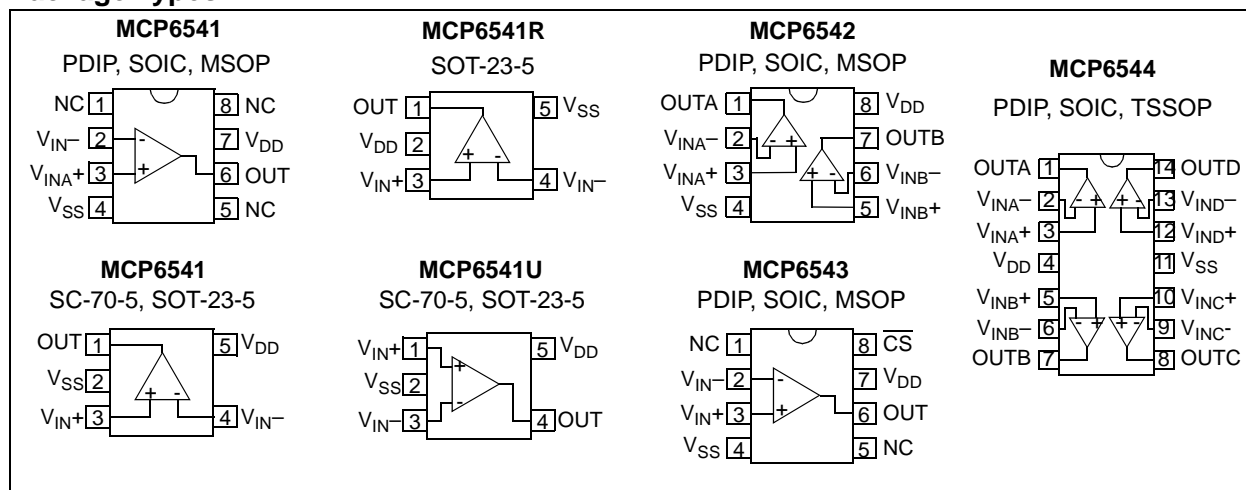 MCP6541
PDIP, SOIC, MSOP
NC 1
8 NC
VIN– 2
7 VDD
VINA+ 3
6 OUT
VSS 4
5 NC
-
+
MCP6541R
SOT-23-5
OUT 1
5 VSS
VDD 2
VIN+ 3
4 VIN–
+ -
MCP6542
PDIP, SOIC, MSOP
OUTA 1
8 VDD
VINA– 2
7 OUTB
VINA+ 3
6 VINB–
VSS 4
5 VINB+
- +
+ -
MCP6544
PDIP, SOIC, TSSOP
OUTA 1
14 OUTD
VINA– 2
13 VIND–
VINA+ 3
12 VIND+
VDD 4
11 VSS
VINB+ 5
10 VINC+
VINB– 6
9 VINC-
OUTB 7
8 OUTC
- +
+ -
- +
+ -
MCP6541
SC-70-5, SOT-23-5
OUT 1
5 VDD
VSS 2
VIN+ 3
4 VIN–
+ -
MCP6541U
SC-70-5, SOT-23-5
VIN+ 1
5 VDD
VSS 2
VIN– 3
4 OUT
+
-
MCP6543
PDIP, SOIC, MSOP
NC 1
8 CS
VIN– 2
7 VDD
VIN+ 3
6 OUT
VSS 4
5 NC
-
+